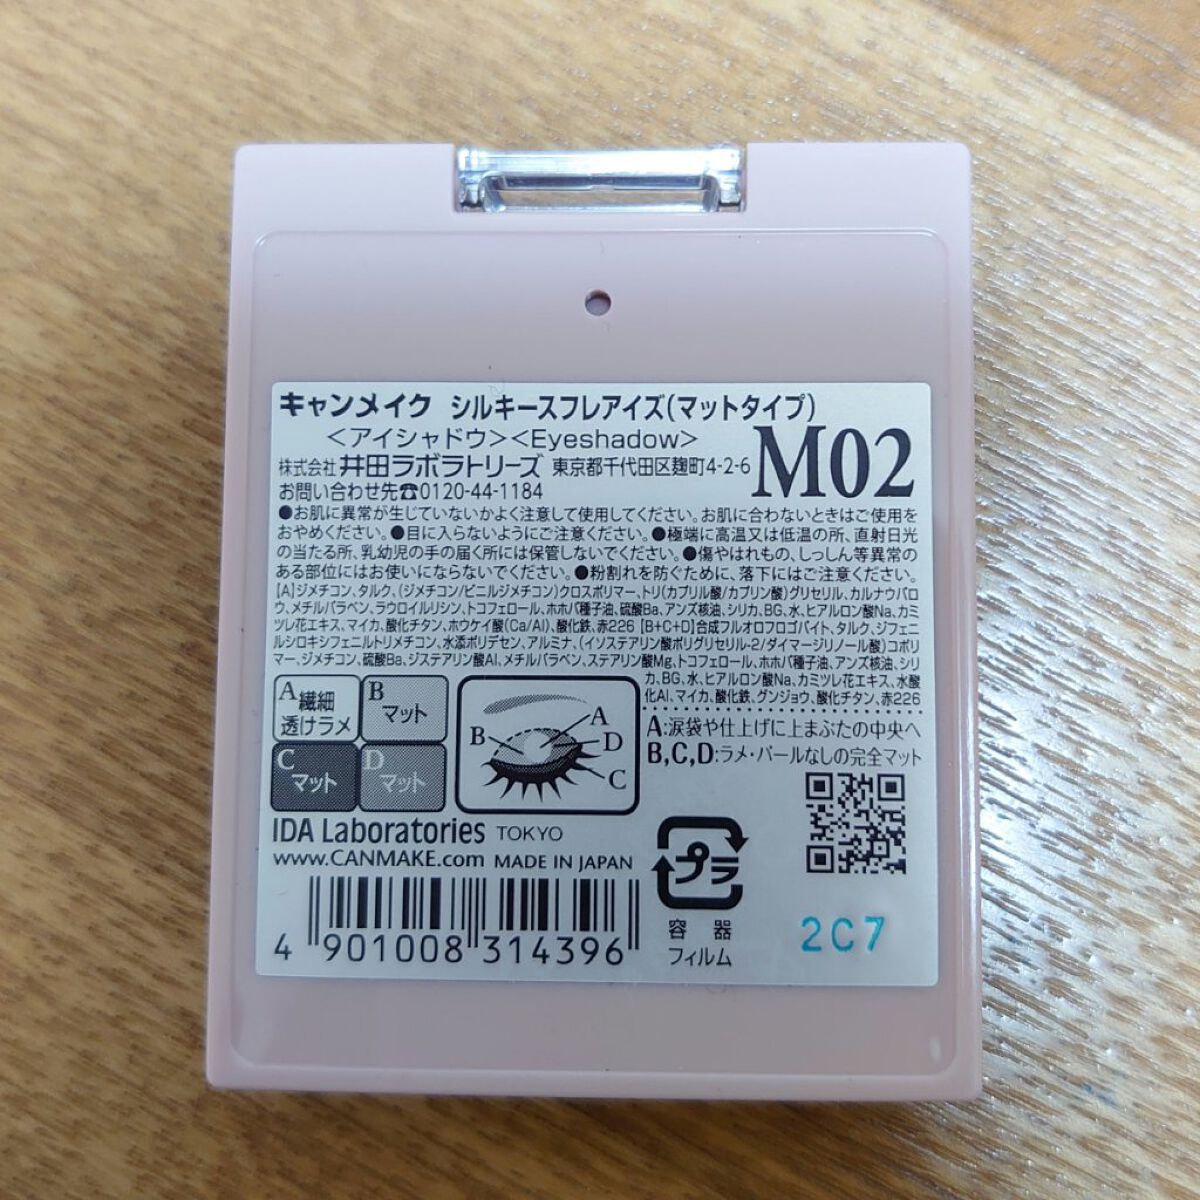 キャンメイク シルキースフレアイズ(マットタイプ)
<アイシャドウ><Eyeshadow>
M02
株式会社 井田ラボラトリーズ 東京都千代田区麹町4-2-6
お問い合わせ先☎0120-44-1184
●お肌に異常が生じていないかよく注意して使用してください。お肌に合わないときはご使用を
おやめください。●目に入らないようにご注意ください。●極端に高温又は低温の所、直射日光
の当たる所、乳幼児の手の届く所には保管しないでください。●傷やはれもの、しっしん等異常の
ある部位にはお使いにならないでください。●粉割れを防ぐために、落下にはご注意ください。
【A】ジメチコン、タルク、(ジメチコン/ビニルジメチコン)クロスポリマー、トリ(カプリル酸/カプリン酸)グリセリル、カルナウバロ
ウ、メチルパラベン、ラウロイルリシン、トコフェロール、ホホバ種子油、硫酸Ba、アンズ核油、シリカ、BG、水、ヒアルロン酸Na、カミ
ツレ花エキス、マイカ、酸化チタン、ホウケイ酸(Ca/Al)、酸化鉄、赤226【B+C+D】合成フルオロフロゴパイト、タルク、ジフェニ
ルシロキシフェニルトリメチコン、水添ポリデセン、アルミナ、(イソステアリン酸ポリグリセリル-2/ダイマージリノール酸)コポリ
マー、ジメチコン、硫酸Ba、ジステアリン酸Al、メチルパラベン、ステアリン酸Mg、トコフェロール、ホホバ種子油、アンズ核油、シリ
カ、BG、水、ヒアルロン酸Na、カミツレ花エキス、水酸
化Al、マイカ、酸化鉄、グンジョウ、酸化チタン、赤226
A 繊細
透けラメ
B
マット
C
マット
D
マット
A
B
D
C
A:涙袋や仕上げに上まぶたの中央へ
B,C,D:ラメ・パールなしの完全マット
IDA Laboratories TOKYO
www.CANMAKE.com MADE IN JAPAN
プラ
容器
フィルム
2C7
4 901008 314396